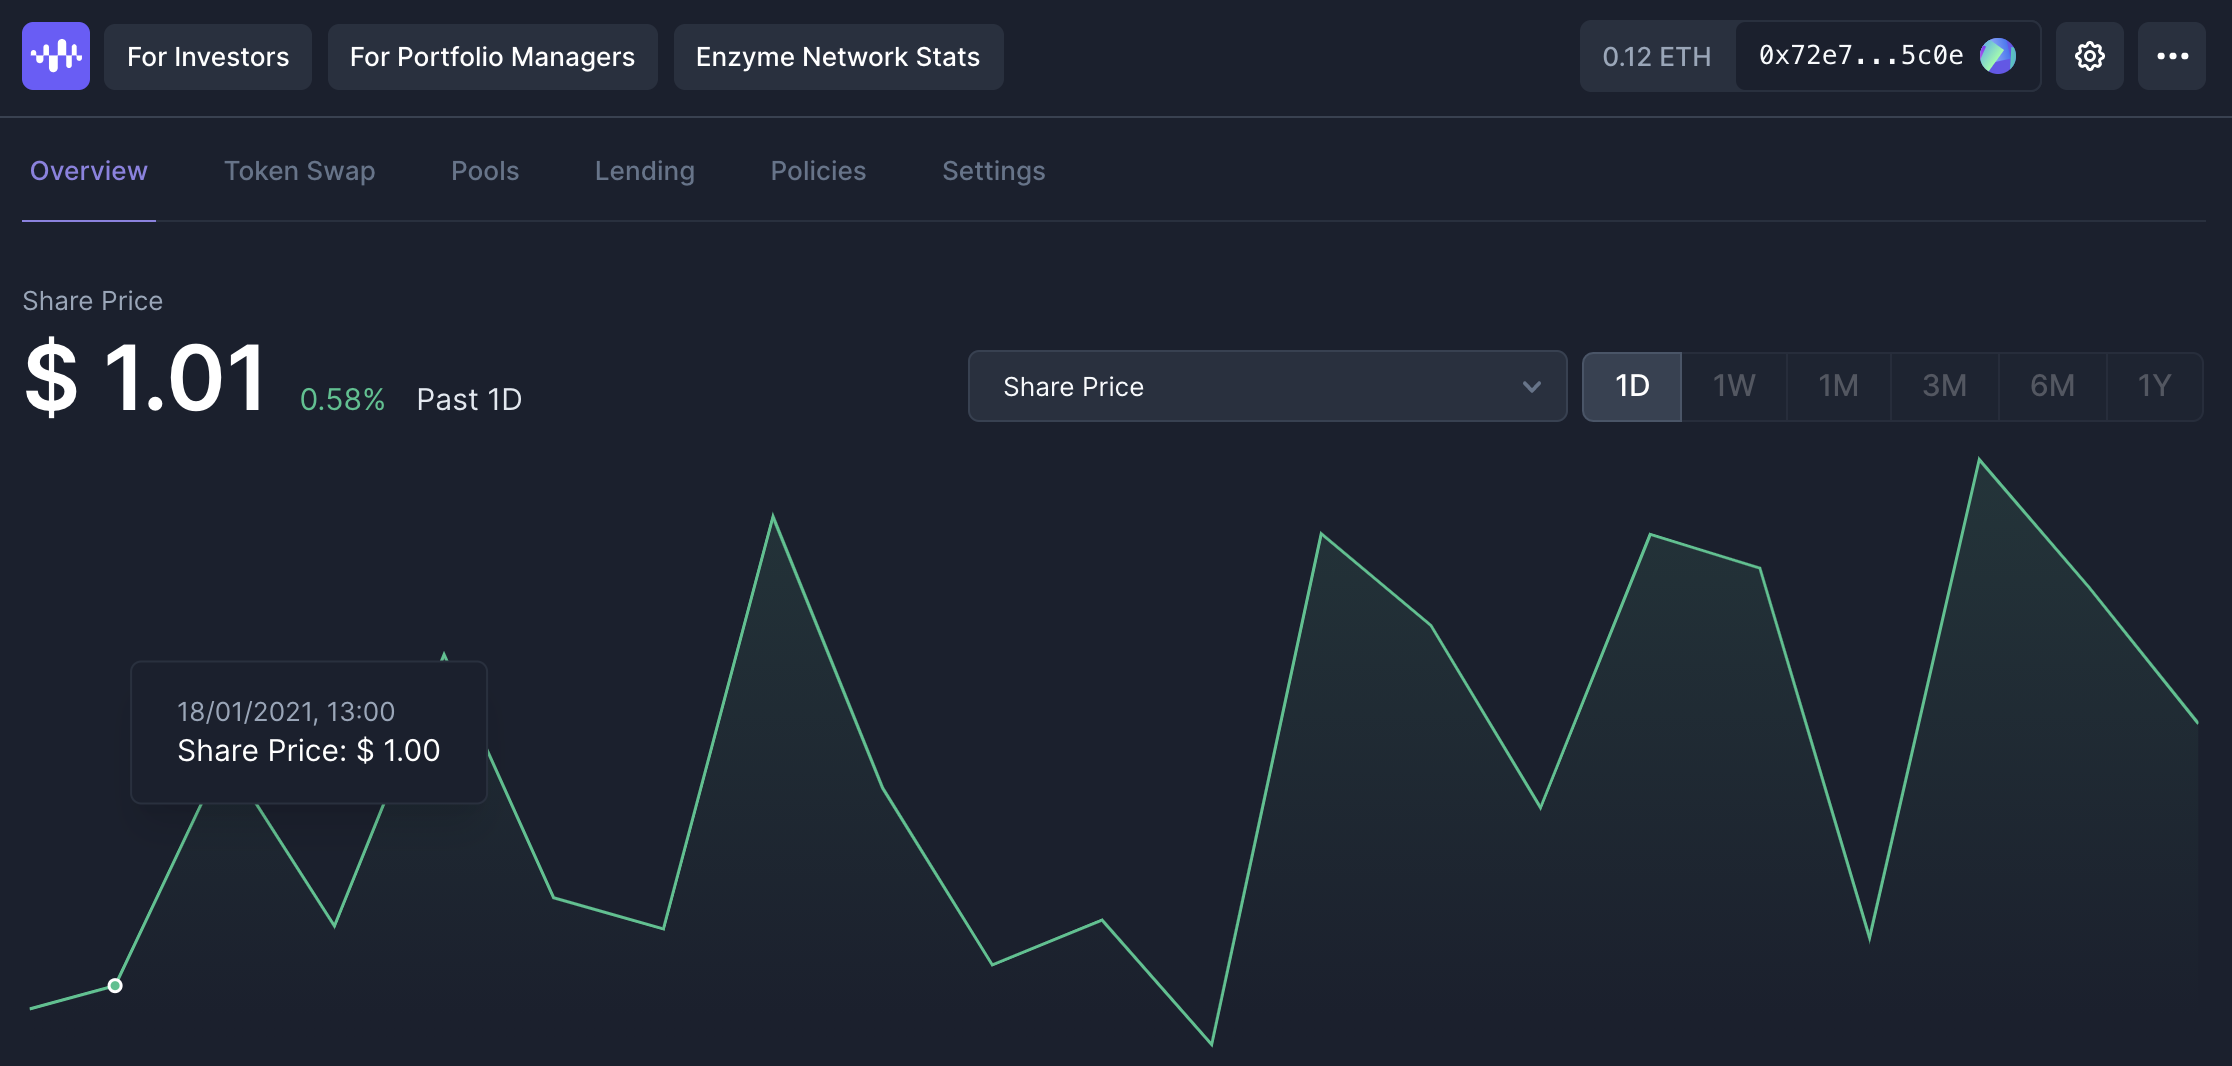 For Investors
For Portfolio Managers
Enzyme Network Stats
0.12 ETH
0x72e7...5c0e
Overview
Token Swap
Pools
Lending
Policies
Settings
Share Price
$ 1.01
0.58%
Past 1D
Share Price
1D
1W
1M
3M
6M
1Y
18/01/2021, 13:00
Share Price: $ 1.00